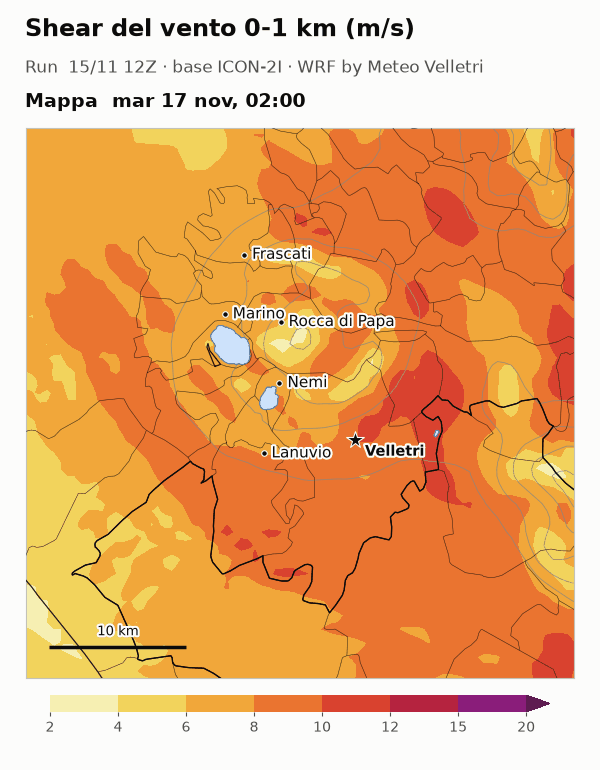 Shear del vento 0-1 km (m/s)
Run  15/11 12Z · base ICON-2I · WRF by Meteo Velletri
Mappa  mar 17 nov, 02:00
Frascati
Marino
Rocca di Papa
Nemi
Velletri
Lanuvio
10 km
2 4 6 8 10 12 15 20